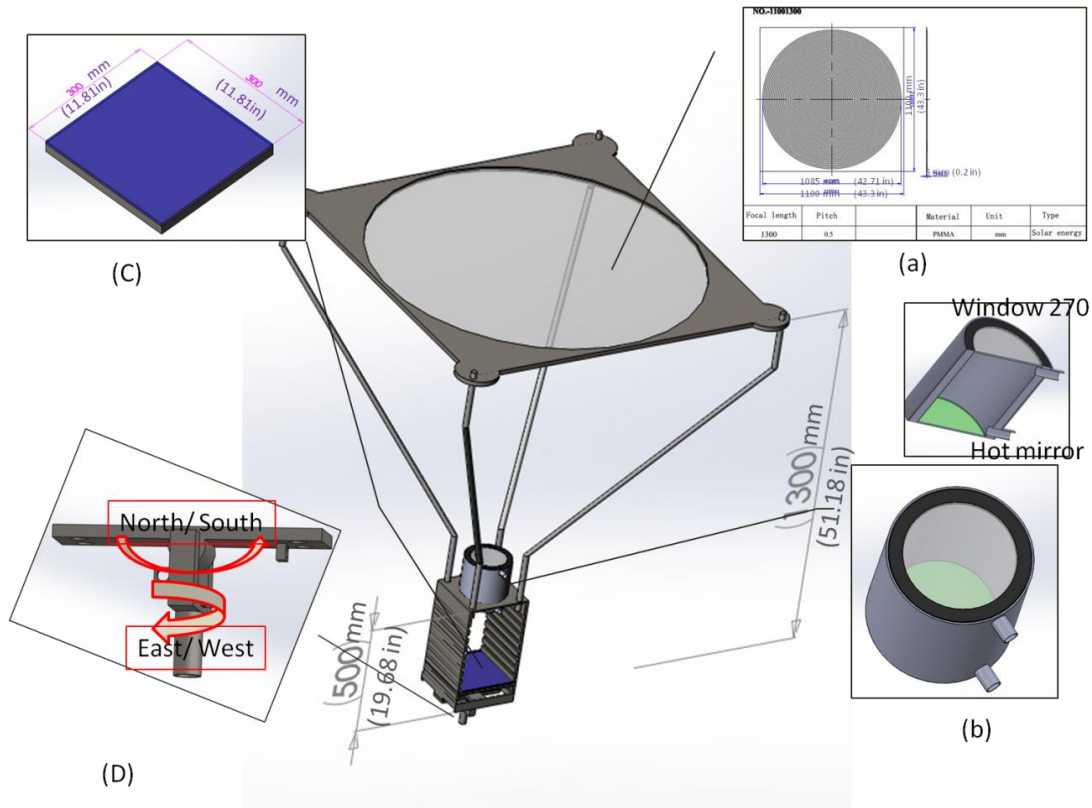 NO.-11001300
300 mm
(11.81in)
300 mm
(11.81in)
(C)
1100 mm
(43.3 in)
mm (0.2 in)
1085 mm (42.71 in)
1100 mm (43.3 in)
Focal length Pitch Material Unit Type
1300 0.5 PMMA mm Solar energy
(a)
Window 270
Hot mirror
(b)
(1300)mm
(51.18 in)
(500)mm
(19.68 in)
North/ South
East/ West
(D)